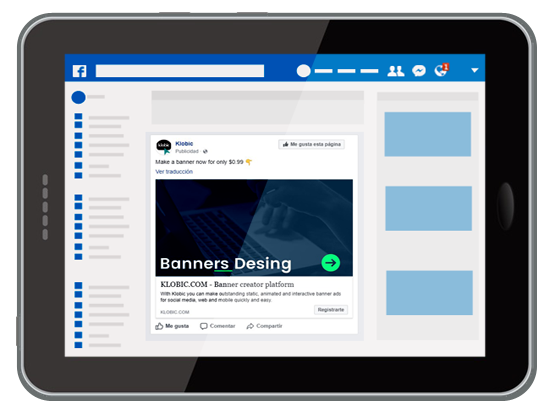 f
1
klobic
Klobic
Publicidad ·
Me gusta esta página
Make a banner now for only $0.99 👇
Ver traducción
Banners Desing
KLOBIC.COM - Banner creator platform
With Klobic you can make outstanding static, animated and interactive banner ads
for social media, web and mobile quickly and easy.
KLOBIC.COM
Registrarte
Me gusta
Comentar
Compartir